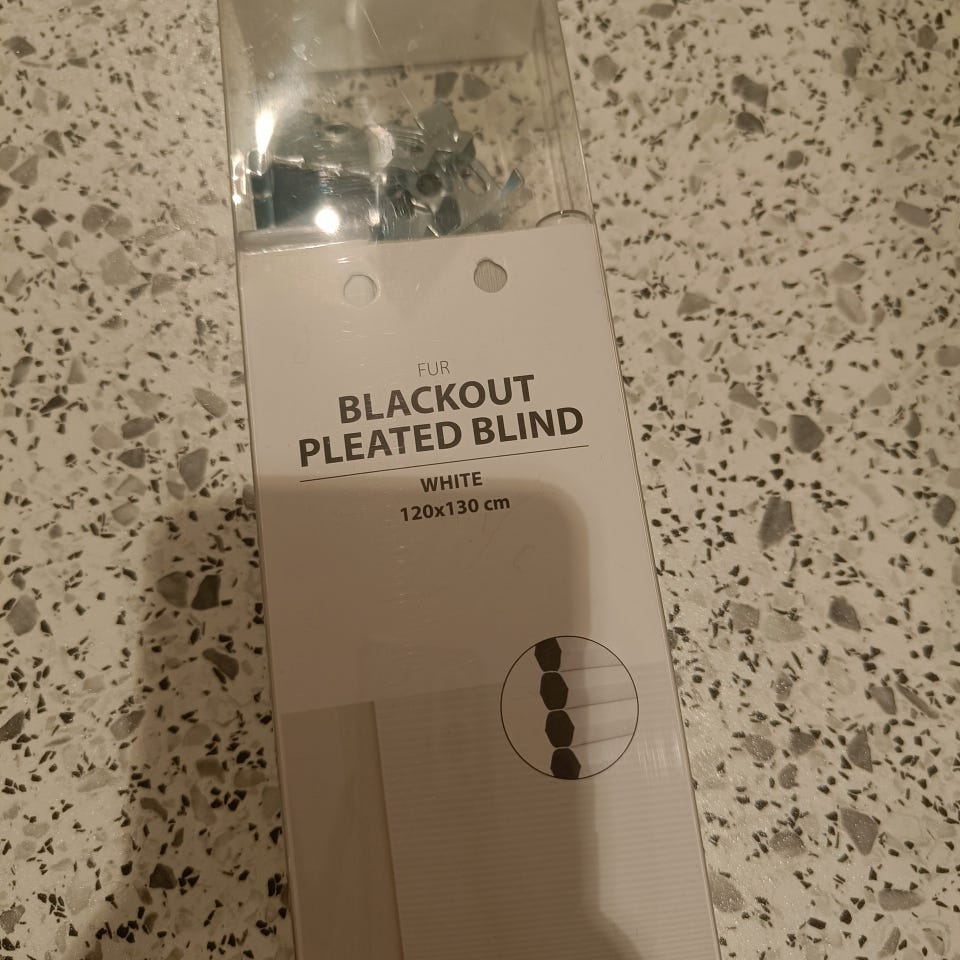 FUR
BLACKOUT
PLEATED BLIND
WHITE
120x130 cm